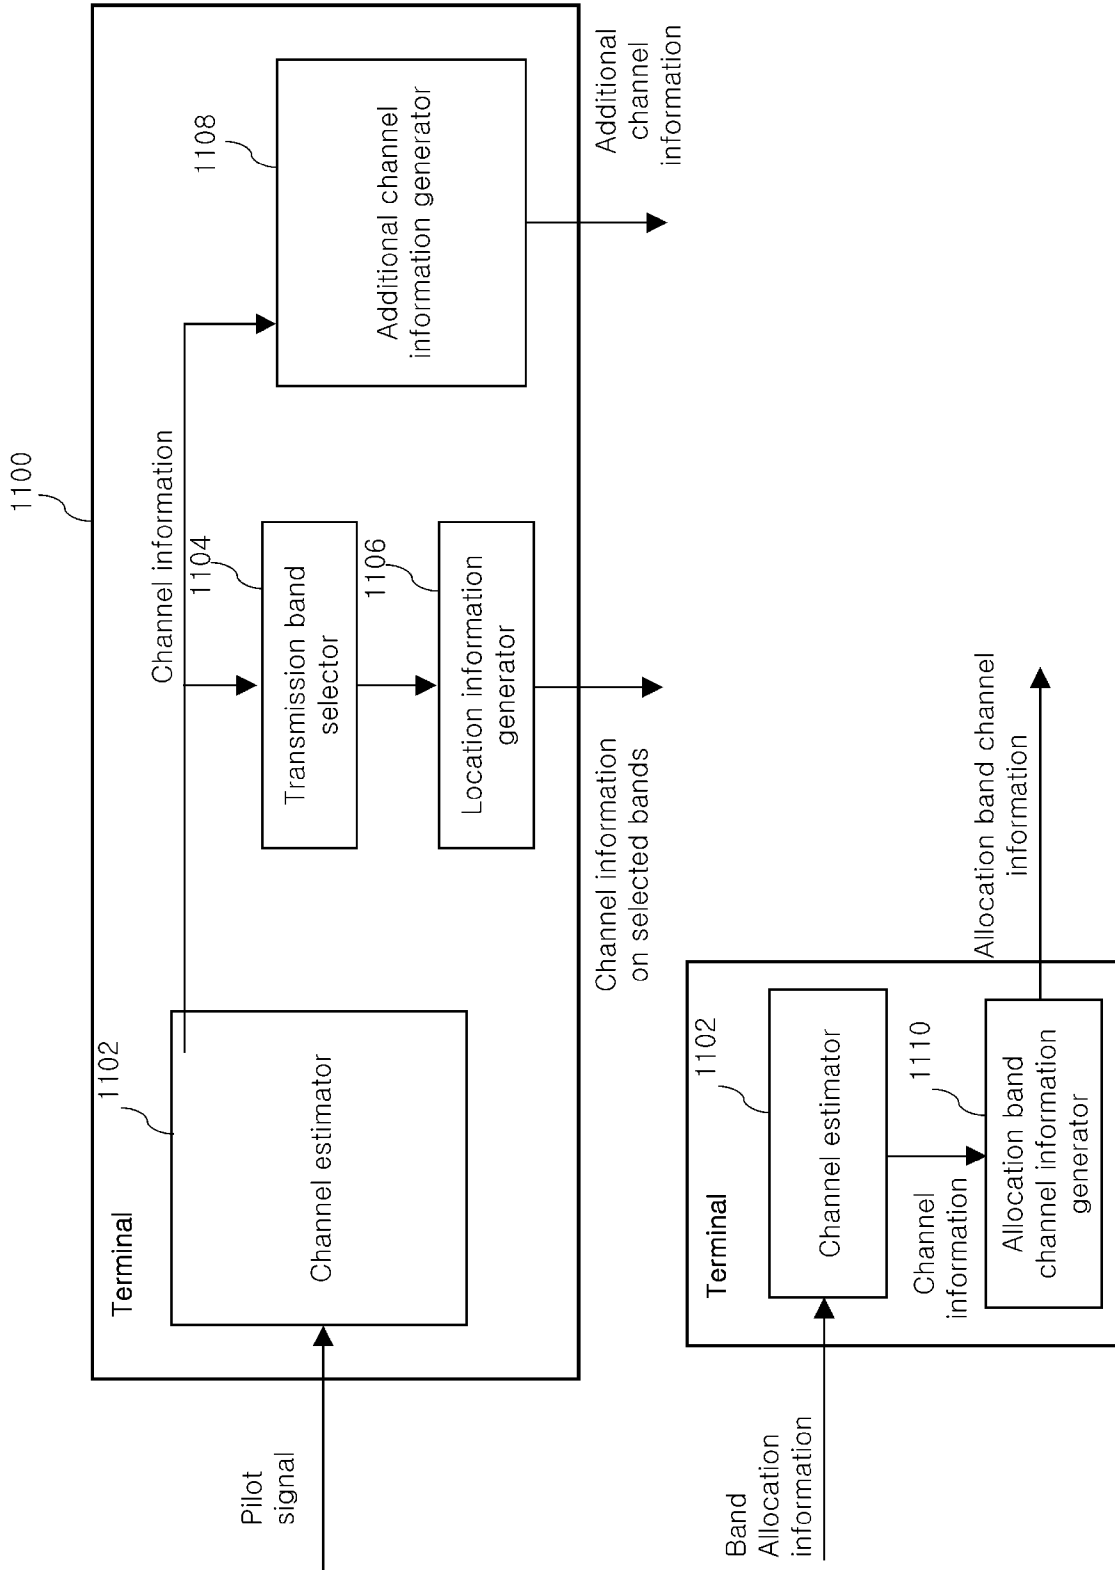 1100
Terminal
1102
Channel estimator
Pilot
signal
Channel information
1104
Transmission band
selector
1106
Location information
generator
1108
Additional channel
information generator
Channel information
on selected bands
Additional
channel
information
Terminal
1102
Channel estimator
Band
Allocation
information
Channel
information
1110
Allocation band
channel information
generator
Allocation band channel
information